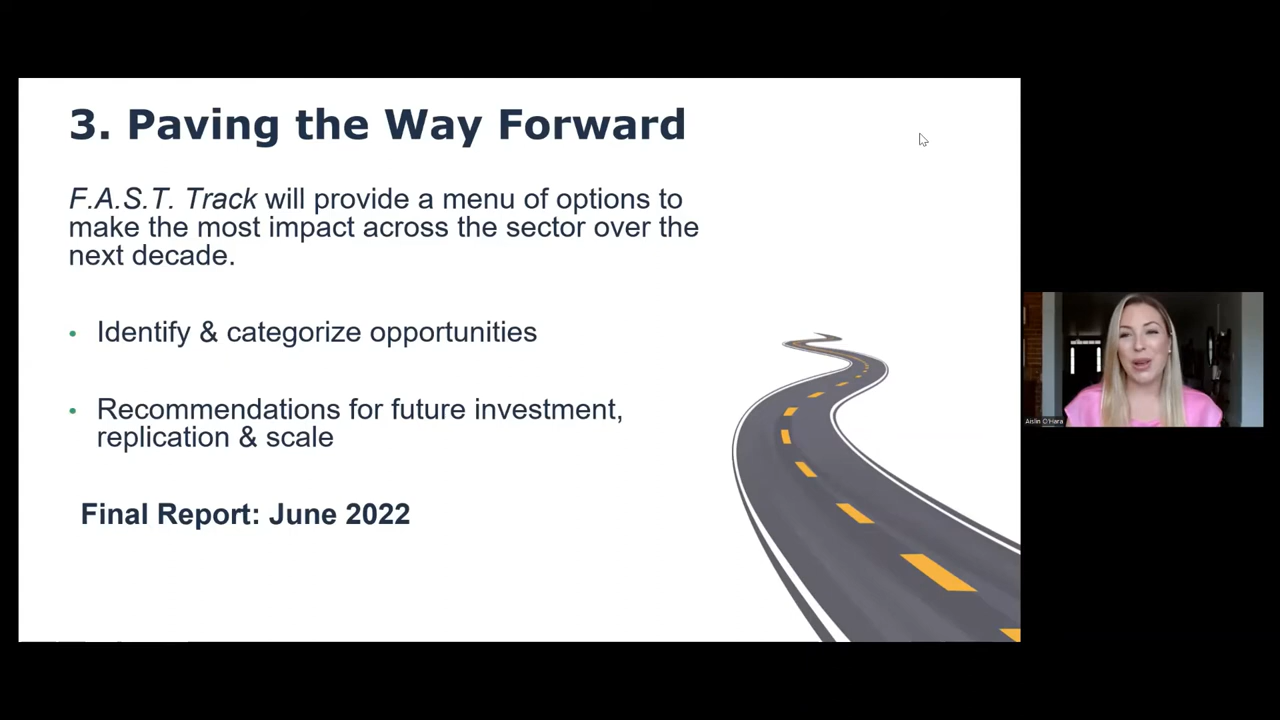 3. Paving the Way Forward
F.A.S.T. Track will provide a menu of options to
make the most impact across the sector over the
next decade.
• Identify & categorize opportunities
• Recommendations for future investment,
replication & scale
Final Report: June 2022
Aislin O'Hara